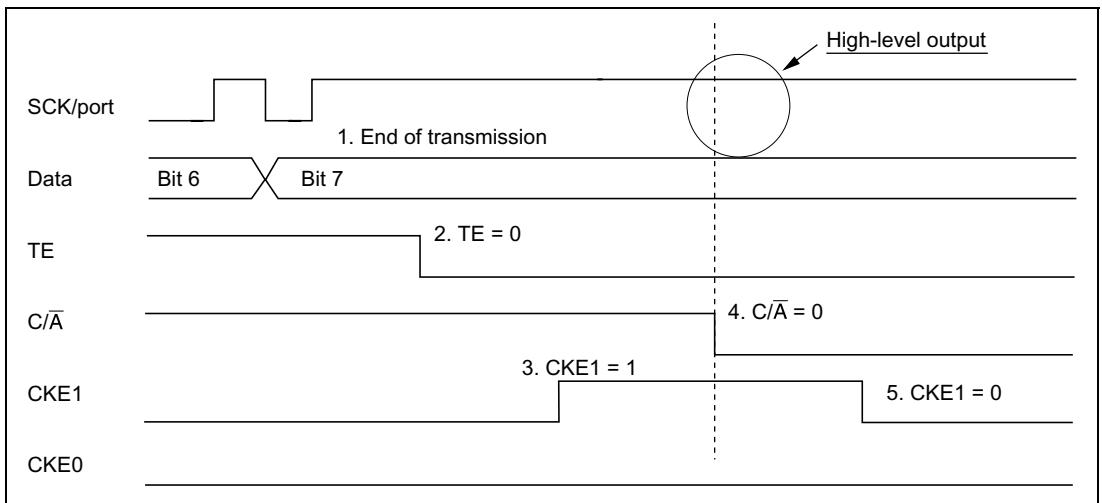 High-level output
SCK/port
1. End of transmission
Data Bit 6 Bit 7
TE 2. TE = 0
C/A̅ 4. C/A̅ = 0
3. CKE1 = 1
CKE1 5. CKE1 = 0
CKE0